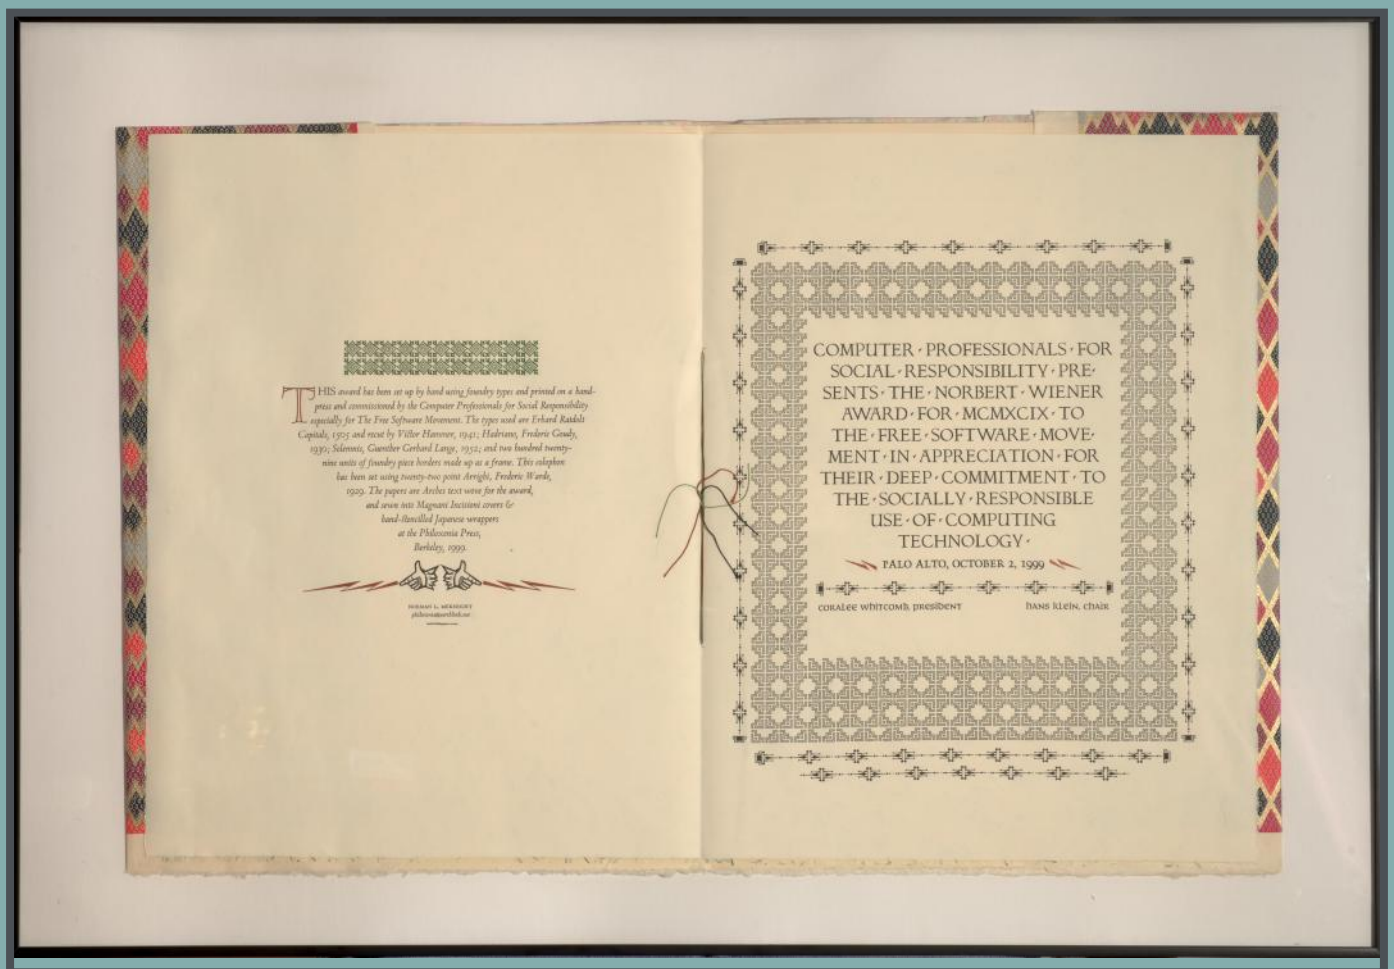 THIS award has been set up by hand using foundry types and printed on a hand-
press and commissioned by the Computer Professionals for Social Responsibility
especially for The Free Software Movement. The types used are Erhard Ratdolt
Capitals, 1505 and recut by Victor Hammer, 1941; Hadriano, Frederic Goudy,
1930; Solemnis, Guenther Gerhard Lange, 1952; and two hundred twenty-
nine units of foundry piece borders made up as a frame. This colophon
has been set using twenty-two point Arrighi, Frederic Warde,
1929. The papers are Arches text wove for the award,
and sewn into Magnani Incisioni covers &
hand-stencilled Japanese wrappers
at the Philoxenia Press,
Berkeley, 1999.
NORMAN L. MCKNIGHT
COMPUTER · PROFESSIONALS · FOR
SOCIAL · RESPONSIBILITY · PRE-
SENTS · THE · NORBERT · WIENER
AWARD · FOR · MCMXCIX · TO
THE · FREE · SOFTWARE · MOVE-
MENT · IN · APPRECIATION · FOR
THEIR · DEEP · COMMITMENT · TO
THE · SOCIALLY · RESPONSIBLE
USE · OF · COMPUTING
TECHNOLOGY ·
PALO ALTO, OCTOBER 2, 1999
CORALEE WHITCOMB, PRESIDENT HANS KLEIN, CHAIR